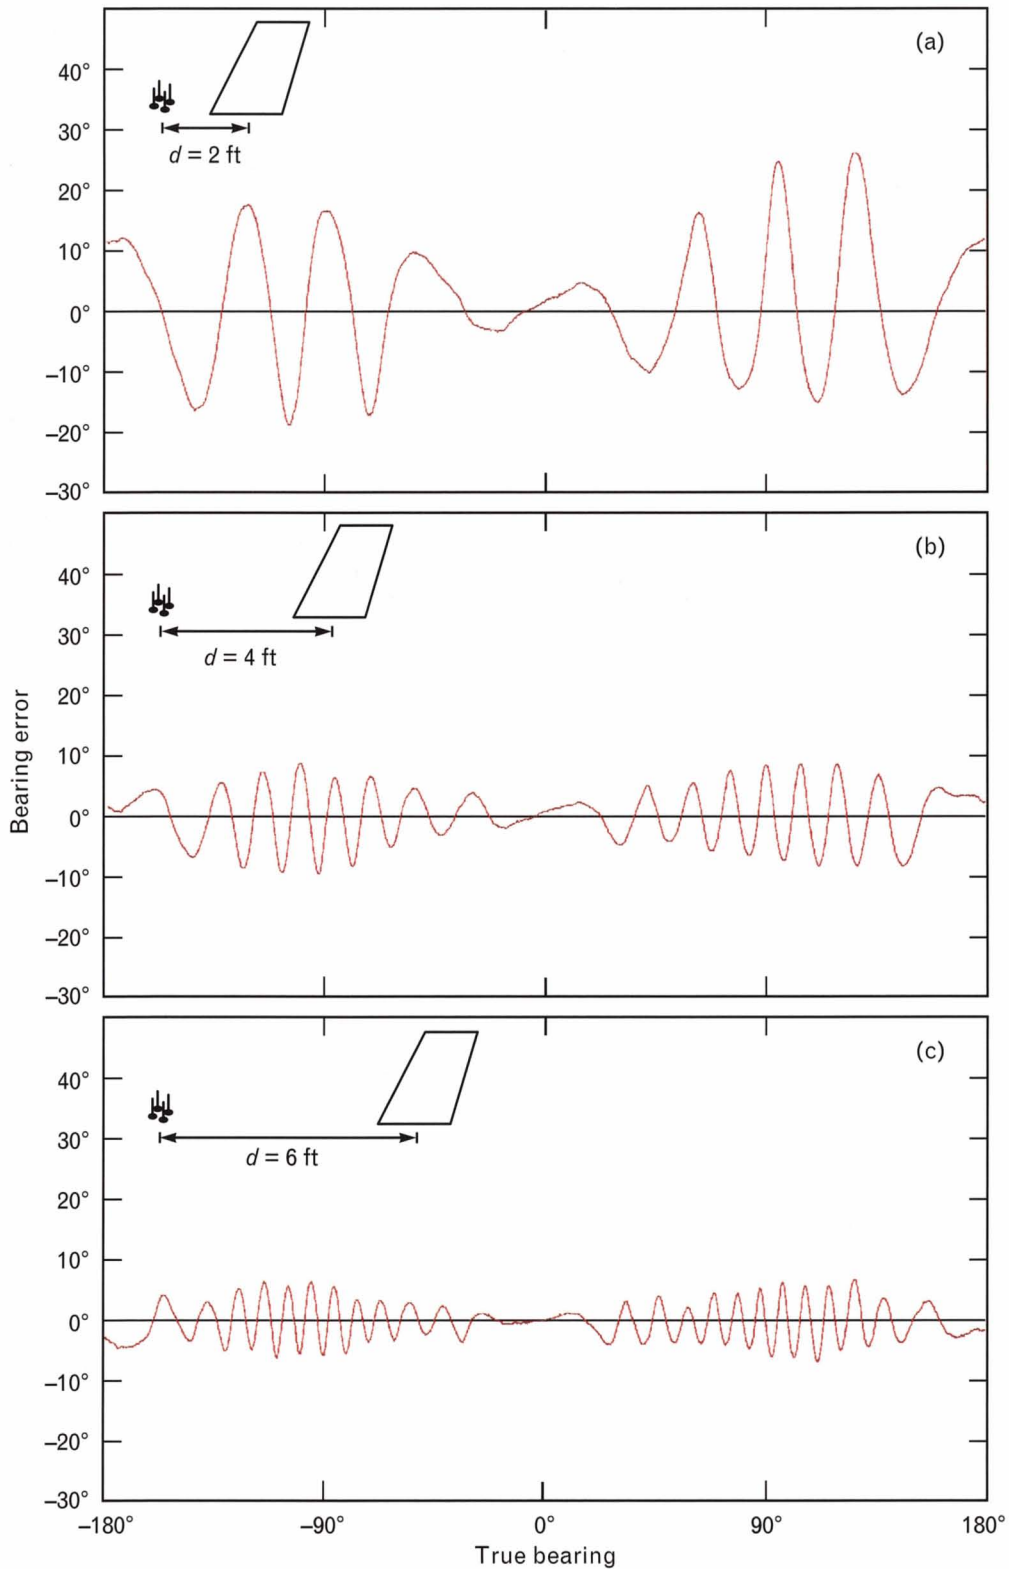 (a)
40°
30°
20°
10°
0°
–10°
–20°
–30°
d = 2 ft
(b)
40°
30°
20°
10°
0°
–10°
–20°
–30°
d = 4 ft
Bearing error
(c)
40°
30°
20°
10°
0°
–10°
–20°
–30°
d = 6 ft
–180° –90° 0° 90° 180°
True bearing